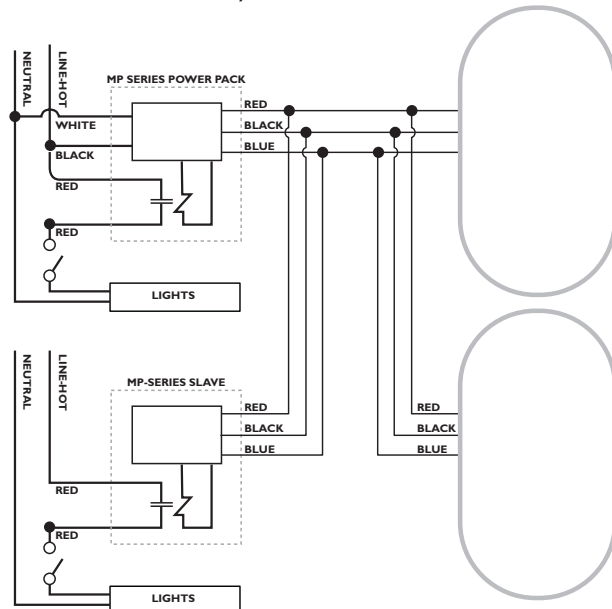 NEUTRAL
LINE-HOT
MP SERIES POWER PACK
RED
WHITE
BLACK
BLACK
BLUE
RED
RED
LIGHTS
NEUTRAL
LINE-HOT
MP-SERIES SLAVE
RED
RED
BLACK
BLACK
BLUE
BLUE
RED
RED
LIGHTS